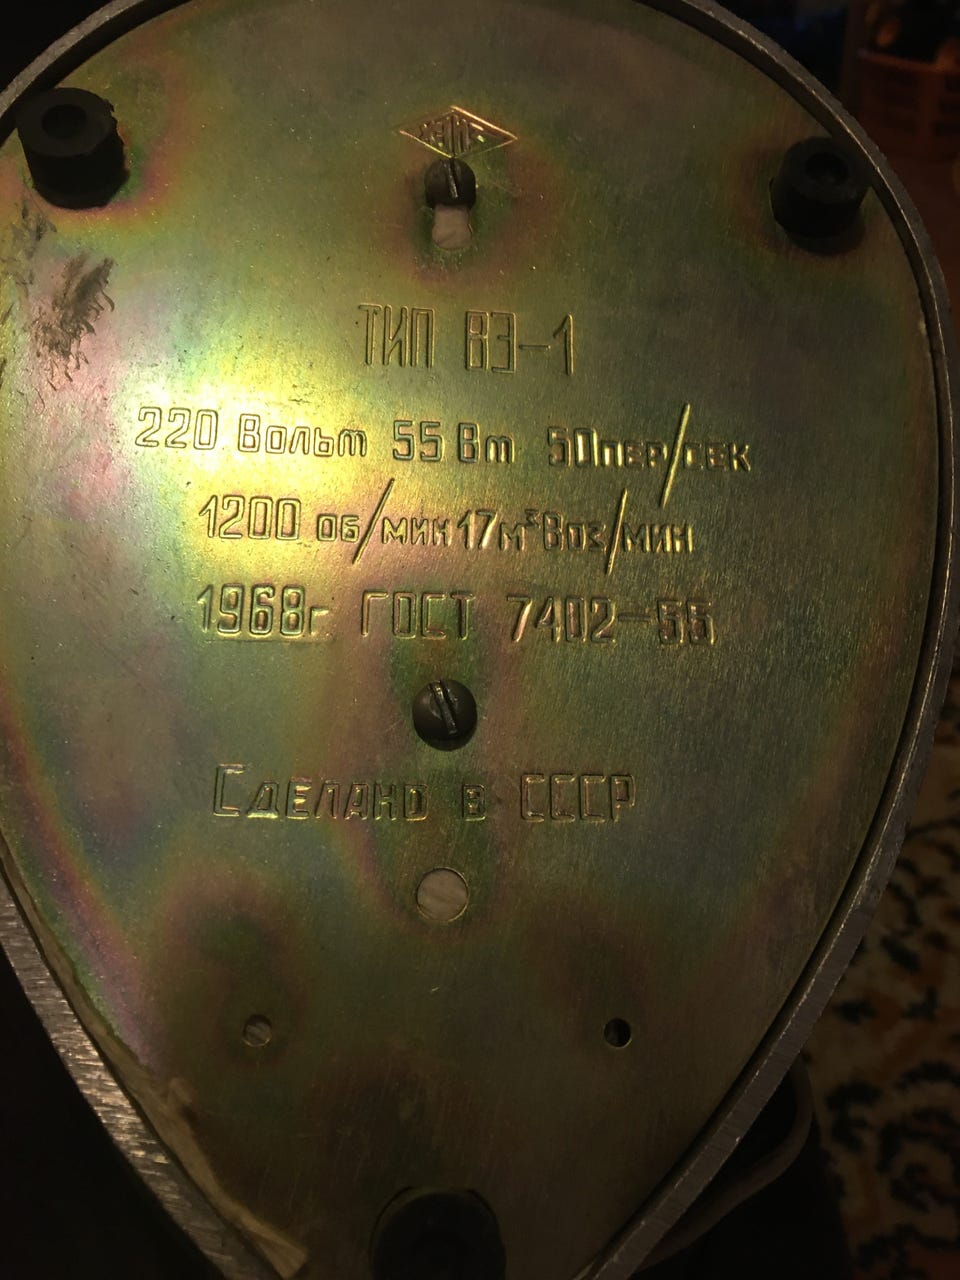 ТИП ВЭ-1
220 Вольт 55 Вт 50пер/сек
1200 об/мин 17м³Воз/мин
1968г ГОСТ 7402-55
Сделано в СССР